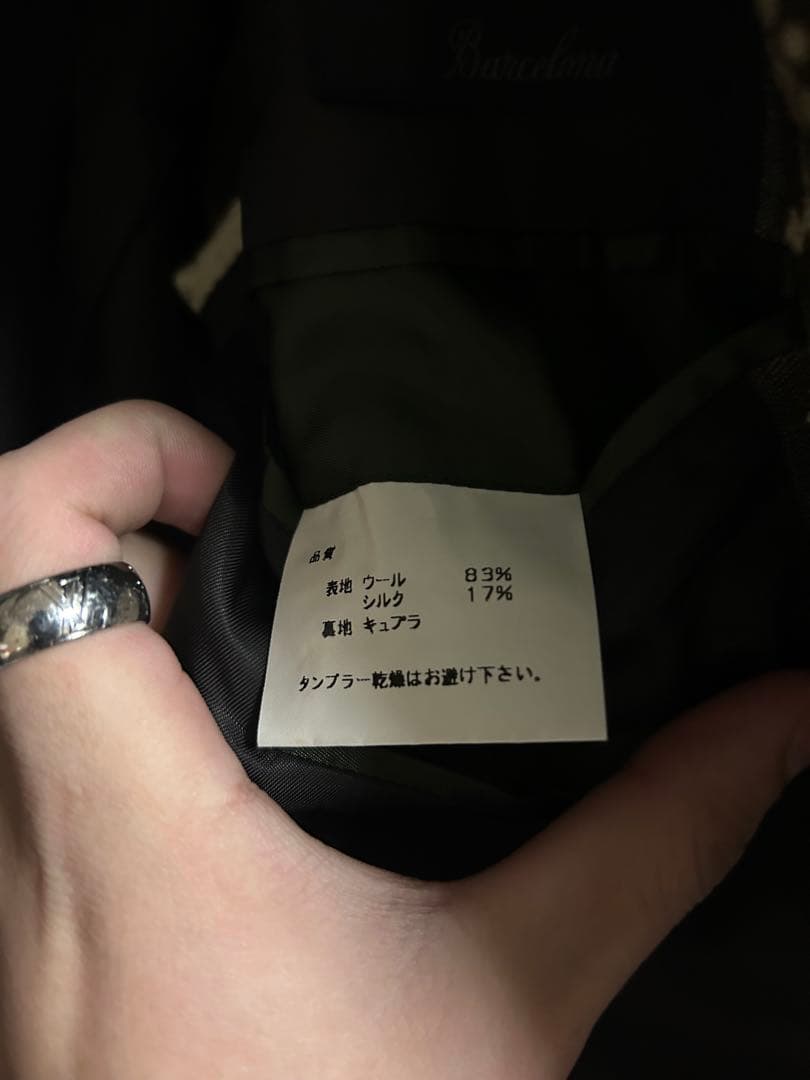 Barcelona
品質
表地 ウール 83%
シルク 17%
裏地 キュプラ
タンブラー乾燥はお避け下さい。